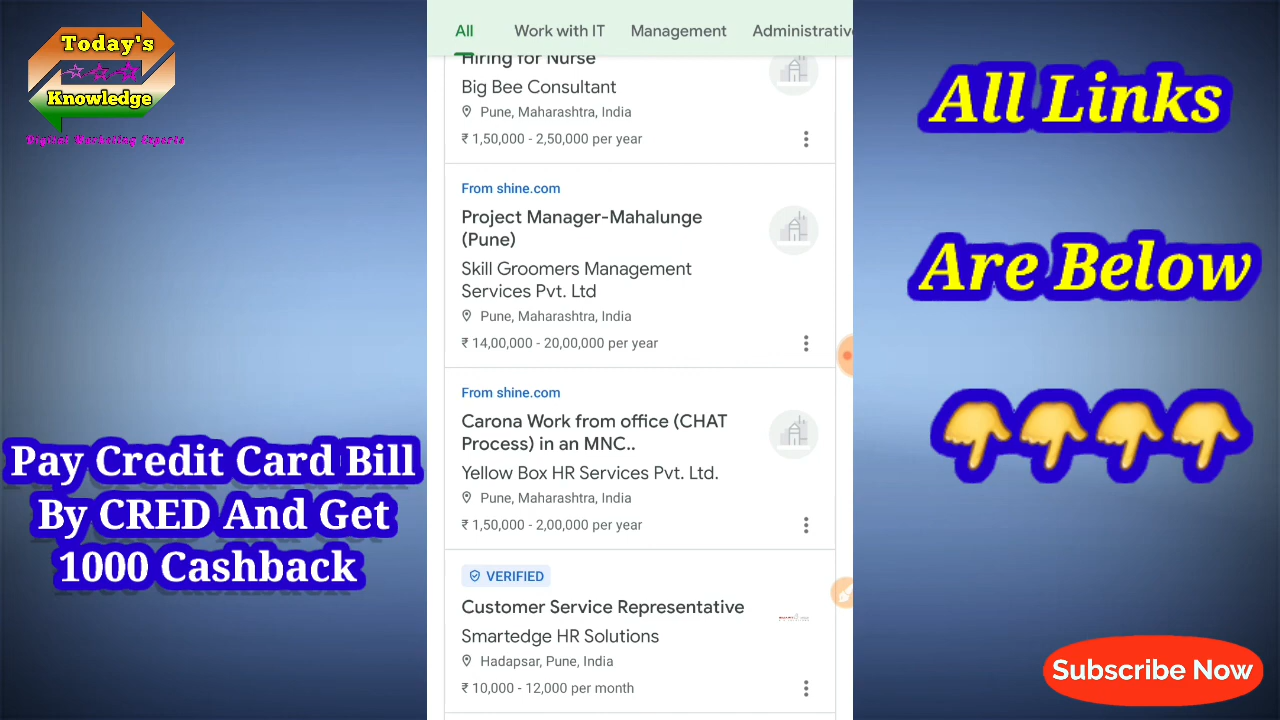 Today's
Knowledge
Digital Marketing Experts
Pay Credit Card Bill
By CRED And Get
1000 Cashback
All
Work with IT
Management
Administrativ
Hiring for Nurse
Big Bee Consultant
Pune, Maharashtra, India
₹ 1,50,000 - 2,50,000 per year
From shine.com
Project Manager-Mahalunge
(Pune)
Skill Groomers Management
Services Pvt. Ltd
Pune, Maharashtra, India
₹ 14,00,000 - 20,00,000 per year
From shine.com
Carona Work from office (CHAT
Process) in an MNC..
Yellow Box HR Services Pvt. Ltd.
Pune, Maharashtra, India
₹ 1,50,000 - 2,00,000 per year
VERIFIED
Customer Service Representative
Smartedge HR Solutions
Hadapsar, Pune, India
₹ 10,000 - 12,000 per month
All Links
Are Below
Subscribe Now